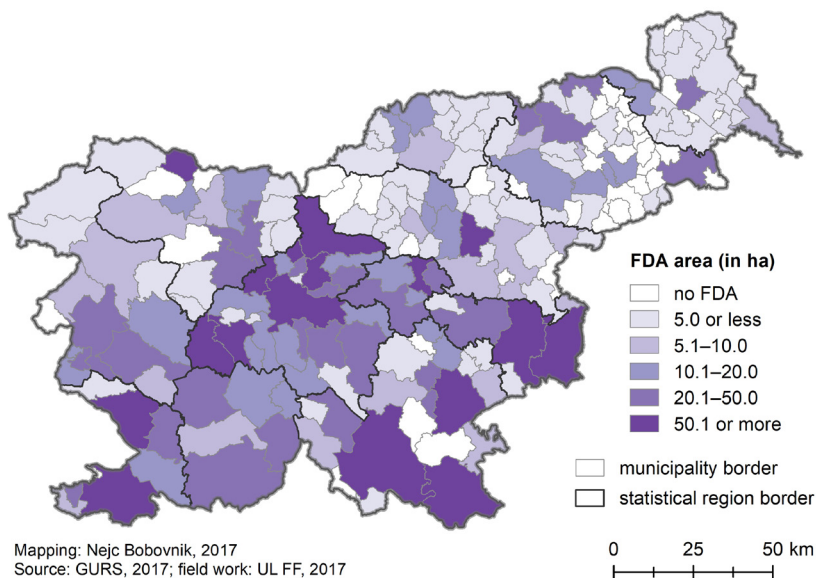 FDA area (in ha)
no FDA
5.0 or less
5.1–10.0
10.1–20.0
20.1–50.0
50.1 or more
municipality border
statistical region border
Mapping: Nejc Bobovnik, 2017
Source: GURS, 2017; field work: UL FF, 2017
0 25 50 km